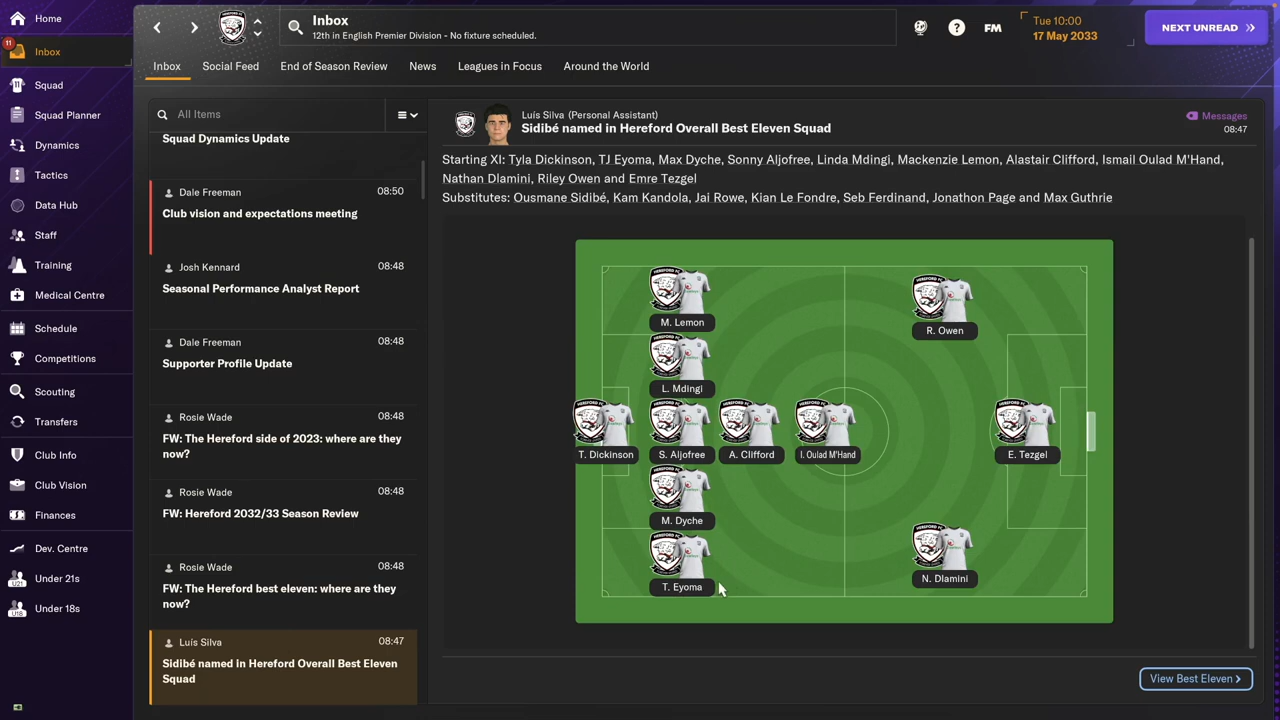 Home
Inbox
12th in English Premier Division - No fixture scheduled.
FM
Tue 10:00
17 May 2033
NEXT UNREAD
11
Inbox
Squad
Squad Planner
Dynamics
Tactics
Data Hub
Staff
Training
Medical Centre
Schedule
Competitions
Scouting
Transfers
Club Info
Club Vision
Finances
Dev. Centre
U21
Under 21s
U18
Under 18s
Inbox
Social Feed
End of Season Review
News
Leagues in Focus
Around the World
All Items
Squad Dynamics Update
Dale Freeman 08:50
Club vision and expectations meeting
Josh Kennard 08:48
Seasonal Performance Analyst Report
Dale Freeman 08:48
Supporter Profile Update
Rosie Wade 08:48
FW: The Hereford side of 2023: where are they
now?
Rosie Wade 08:48
FW: Hereford 2032/33 Season Review
Rosie Wade 08:48
FW: The Hereford best eleven: where are they
now?
Luís Silva 08:47
Sidibé named in Hereford Overall Best Eleven
Squad
Luís Silva (Personal Assistant)
Sidibé named in Hereford Overall Best Eleven Squad
Messages
08:47
Starting XI: Tyla Dickinson, TJ Eyoma, Max Dyche, Sonny Aljofree, Linda Mdingi, Mackenzie Lemon, Alastair Clifford, Ismail Oulad M'Hand,
Nathan Dlamini, Riley Owen and Emre Tezgel
Substitutes: Ousmane Sidibé, Kam Kandola, Jai Rowe, Kian Le Fondre, Seb Ferdinand, Jonathon Page and Max Guthrie
M. Lemon
R. Owen
L. Mdingi
T. Dickinson
S. Aljofree
A. Clifford
I. Oulad M'Hand
E. Tezgel
M. Dyche
T. Eyoma
N. Dlamini
View Best Eleven